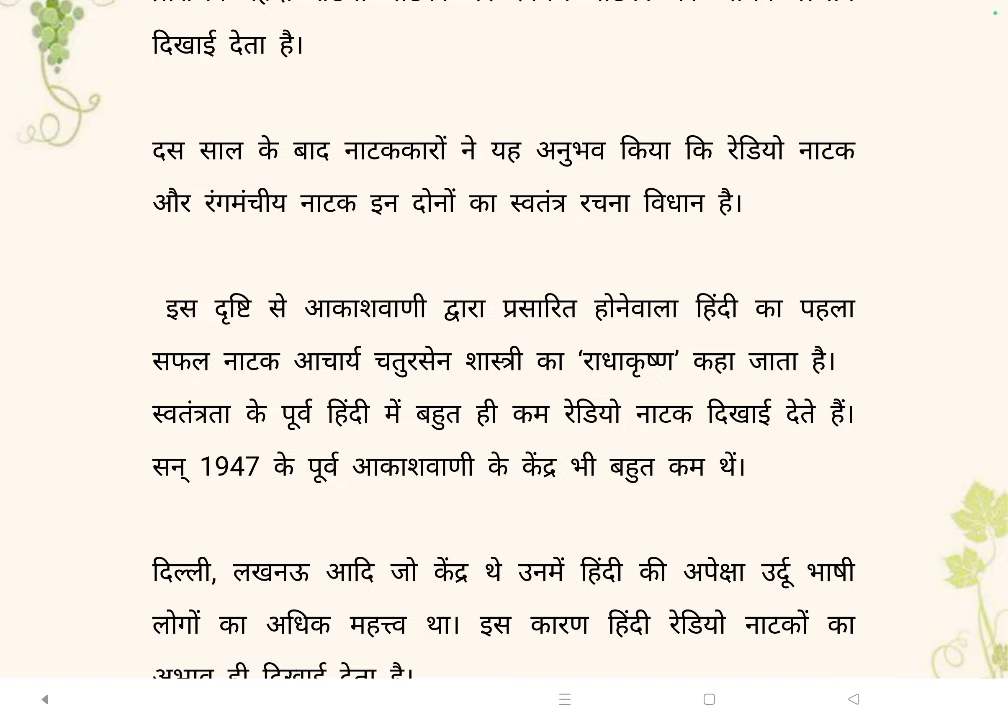 दिखाई देता है।
दस साल के बाद नाटककारों ने यह अनुभव किया कि रेडियो नाटक
और रंगमंचीय नाटक इन दोनों का स्वतंत्र रचना विधान है।
इस दृष्टि से आकाशवाणी द्वारा प्रसारित होनेवाला हिंदी का पहला
सफल नाटक आचार्य चतुरसेन शास्त्री का ‘राधाकृष्ण’ कहा जाता है।
स्वतंत्रता के पूर्व हिंदी में बहुत ही कम रेडियो नाटक दिखाई देते हैं।
सन् 1947 के पूर्व आकाशवाणी के केंद्र भी बहुत कम थें।
दिल्ली, लखनऊ आदि जो केंद्र थे उनमें हिंदी की अपेक्षा उर्दू भाषी
लोगों का अधिक महत्त्व था। इस कारण हिंदी रेडियो नाटकों का
अभाव ही दिखाई देता है।